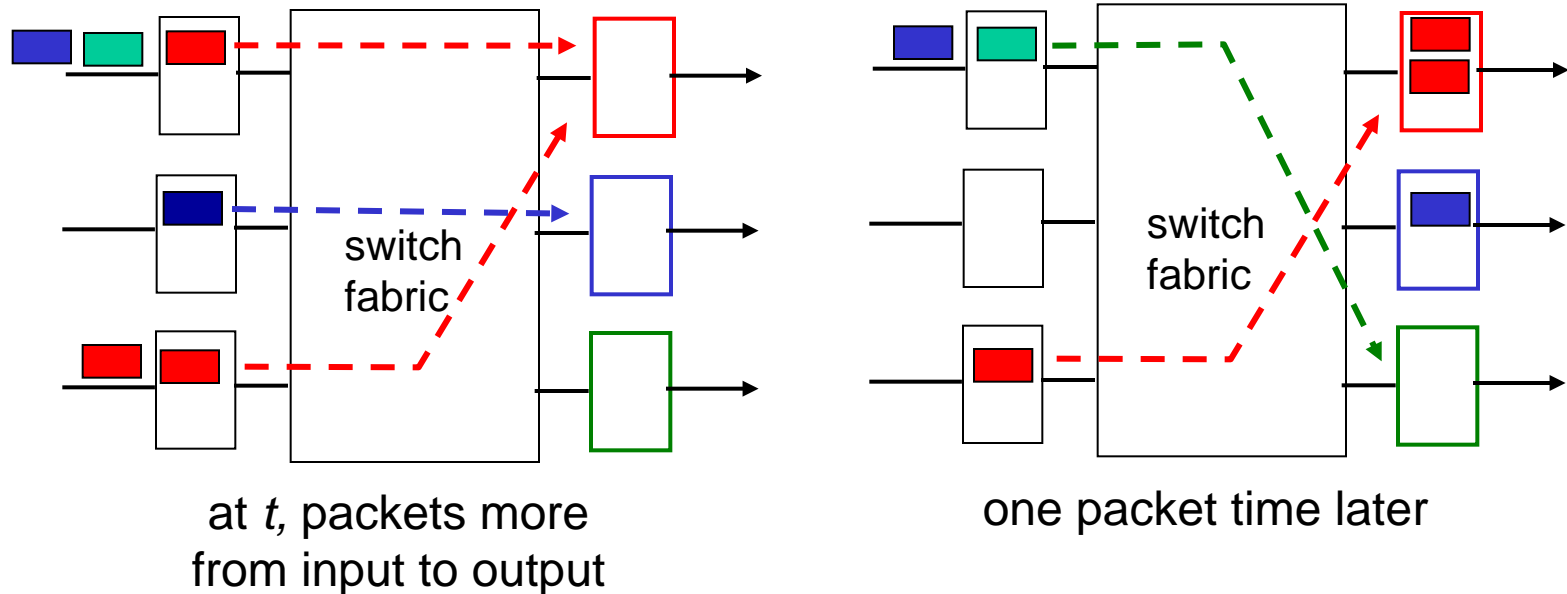 switch
fabric
at t, packets more
from input to output
switch
fabric
one packet time later